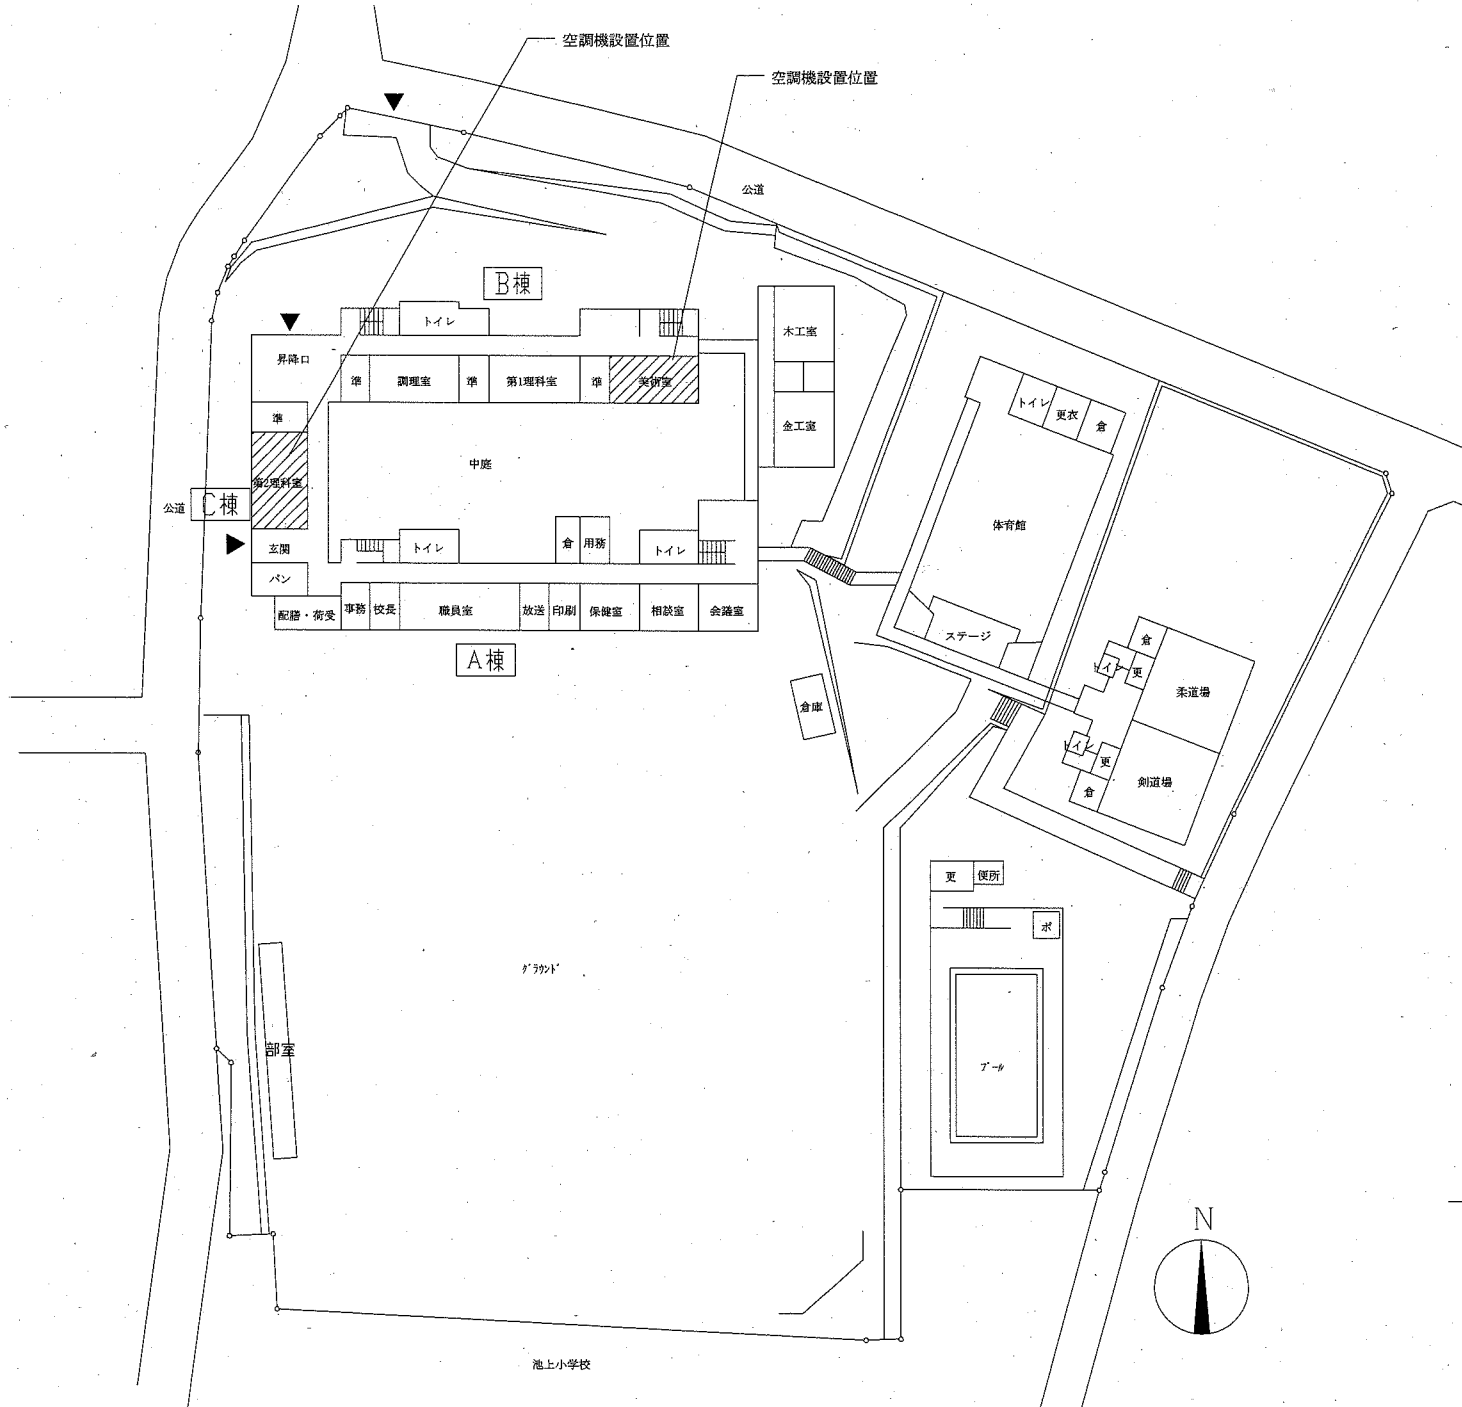 空調機設置位置
空調機設置位置
公道
B棟
トイレ
昇降口
準
調理室
準
第1理科室
準
美術室
木工室
金工室
準
第2理科室
中庭
公道
C棟
玄関
パン
配膳・荷受
トイレ
倉
用務
トイレ
事務
校長
職員室
放送
印刷
保健室
相談室
会議室
A棟
トイレ
更衣
倉
体育館
ステージ
倉庫
倉
トイレ
更
柔道場
トイレ
更
倉
剣道場
更
便所
ポ
プール
グラウンド
部室
N
池上小学校